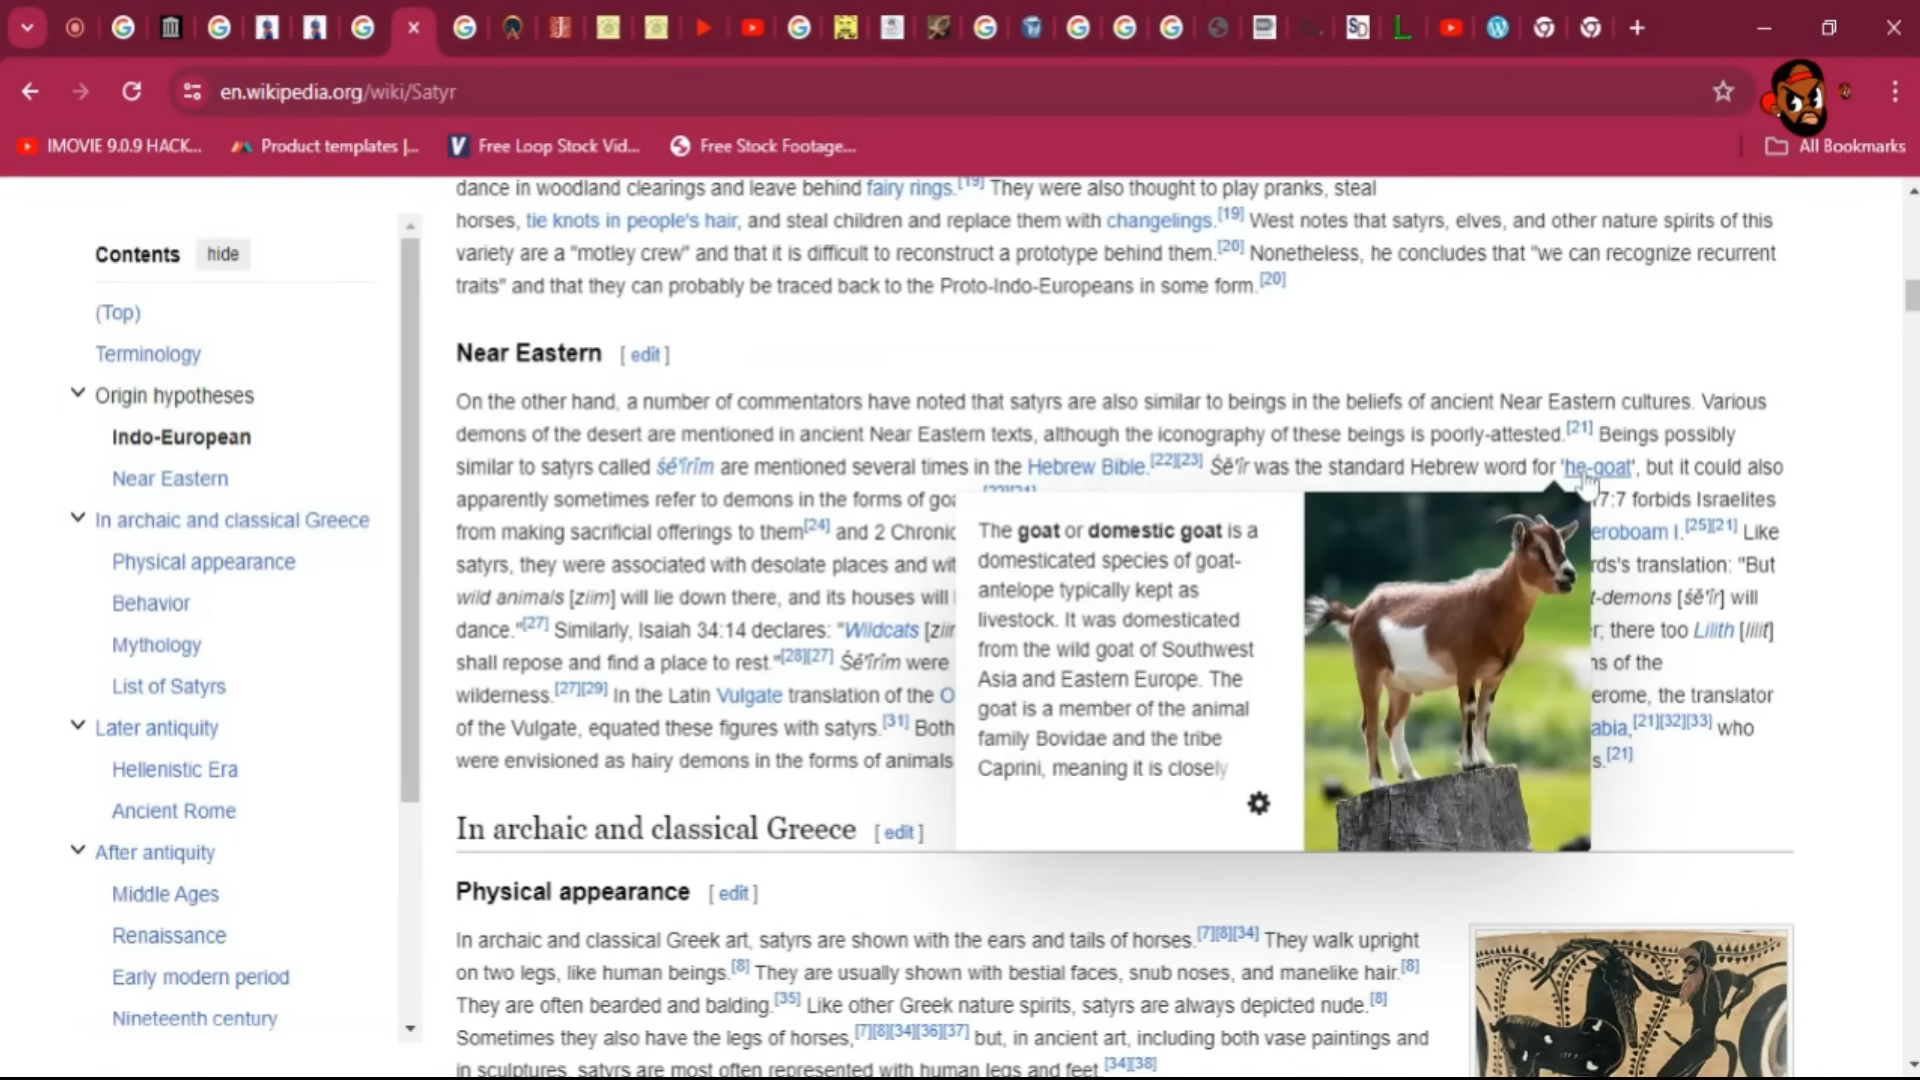 en.wikipedia.org/wiki/Satyr
IMOVIE 9.0.9 HACK...
Product templates |...
Free Loop Stock Vid...
Free Stock Footage...
All Bookmarks
Contents hide
(Top)
Terminology
Origin hypotheses
Indo-European
Near Eastern
In archaic and classical Greece
Physical appearance
Behavior
Mythology
List of Satyrs
Later antiquity
Hellenistic Era
Ancient Rome
After antiquity
Middle Ages
Renaissance
Early modern period
Nineteenth century
dance in woodland clearings and leave behind fairy rings.[19] They were also thought to play pranks, steal
horses, tie knots in people's hair, and steal children and replace them with changelings.[19] West notes that satyrs, elves, and other nature spirits of this
variety are a "motley crew" and that it is difficult to reconstruct a prototype behind them.[20] Nonetheless, he concludes that "we can recognize recurrent
traits" and that they can probably be traced back to the Proto-Indo-Europeans in some form.[20]
Near Eastern [ edit ]
On the other hand, a number of commentators have noted that satyrs are also similar to beings in the beliefs of ancient Near Eastern cultures. Various
demons of the desert are mentioned in ancient Near Eastern texts, although the iconography of these beings is poorly-attested.[21] Beings possibly
similar to satyrs called śě'îrîm are mentioned several times in the Hebrew Bible.[22][23] Śě'îr was the standard Hebrew word for 'he-goat', but it could also
apparently sometimes refer to demons in the forms of goa 7:7 forbids Israelites
from making sacrificial offerings to them[24] and 2 Chronic eroboam I.[25][21] Like
satyrs, they were associated with desolate places and wit rds's translation: "But
wild animals [ziim] will lie down there, and its houses will t-demons [śě'îr] will
dance."[27] Similarly, Isaiah 34:14 declares: "Wildcats [ziir r; there too Lilith [lilit]
shall repose and find a place to rest."[28][27] Śě'îrîm were ns of the
wilderness.[27][29] In the Latin Vulgate translation of the O erome, the translator
of the Vulgate, equated these figures with satyrs.[31] Both abia,[21][32][33] who
were envisioned as hairy demons in the forms of animals s.[21]
The goat or domestic goat is a
domesticated species of goat-
antelope typically kept as
livestock. It was domesticated
from the wild goat of Southwest
Asia and Eastern Europe. The
goat is a member of the animal
family Bovidae and the tribe
Caprini, meaning it is closely
In archaic and classical Greece [ edit ]
Physical appearance [ edit ]
In archaic and classical Greek art, satyrs are shown with the ears and tails of horses.[7][8][34] They walk upright
on two legs, like human beings.[8] They are usually shown with bestial faces, snub noses, and manelike hair.[8]
They are often bearded and balding.[35] Like other Greek nature spirits, satyrs are always depicted nude.[8]
Sometimes they also have the legs of horses,[7][8][34][36][37] but, in ancient art, including both vase paintings and
in sculptures, satyrs are most often represented with human legs and feet.[34][38]